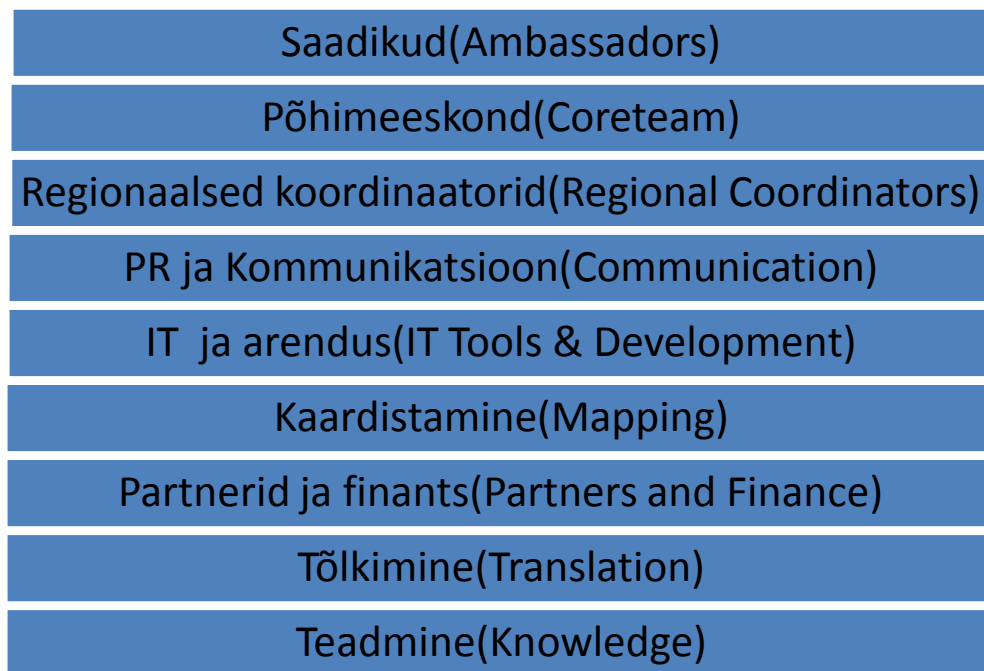 Saadikud(Ambassadors)
Põhimeeskond(Coreteam)
Regionaalsed koordinaatorid(Regional Coordinators)
PR ja Kommunikatsioon(Communication)
IT  ja arendus(IT Tools & Development)
Kaardistamine(Mapping)
Partnerid ja finants(Partners and Finance)
Tõlkimine(Translation)
Teadmine(Knowledge)